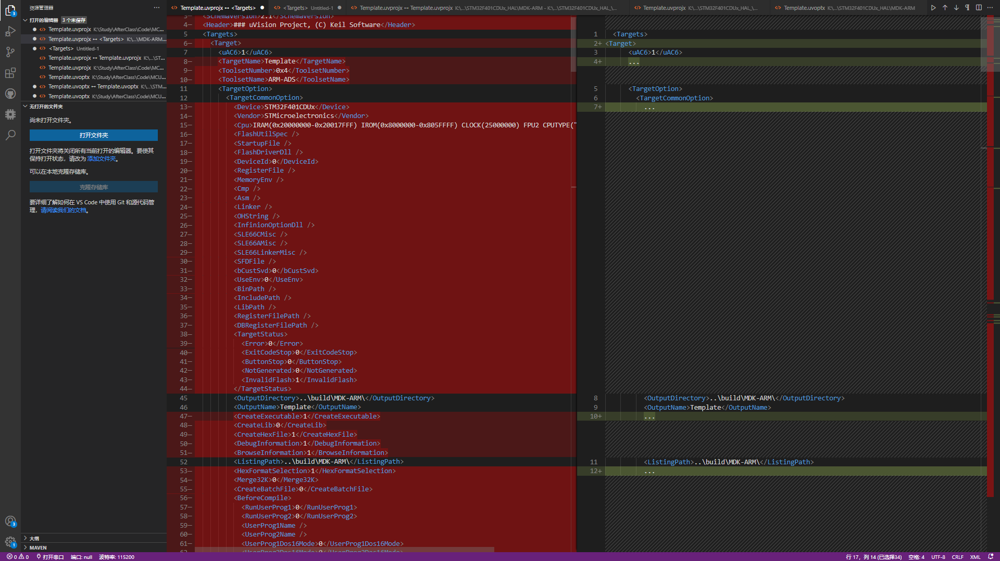 资源管理器
打开的编辑器 3 个未保存
Template.uvprojx K:\Study\AfterClass\Code\MC...
Template.uvprojx ↔ <Targets> K:\...\MDK-ARM...
<Targets> Untitled-1
Template.uvprojx ↔ Template.uvprojx K:\...\ST...
Template.uvprojx K:\Study\AfterClass\Code\MC...
Template.uvoptx K:\Study\AfterClass\Code\MCU...
Template.uvoptx ↔ Template.uvoptx K:\...\STM...
Template.uvoptx K:\Study\AfterClass\Code\MCU...
无打开的文件夹
尚未打开文件夹。
打开文件夹
打开文件夹将关闭所有当前打开的编辑器。要使其
保持打开状态，请改为 添加文件夹。
可以在本地克隆存储库。
克隆存储库
要详细了解如何在 VS Code 中使用 Git 和源代码管
理，请阅读我们的文档。
大纲
MAVEN
Template.uvprojx ↔ <Targets>
<Targets> Untitled-1
Template.uvprojx ↔ Template.uvprojx K:\...\STM32F401CDUx_HAL\MDK-ARM - K:\...\STM32F401CDUx_HAL_\...
Template.uvprojx K:\...\STM32F401CDUx_HAL_\...
Template.uvoptx K:\...\STM32F401CDUx_HAL\MDK-ARM
3− <SchemaVersion>2.1</SchemaVersion>
4− <Header>### uVision Project, (C) Keil Software</Header>
5 <Targets>
6− <Target>
7 <uAC6>1</uAC6>
8− <TargetName>Template</TargetName>
9− <ToolsetNumber>0x4</ToolsetNumber>
10− <ToolsetName>ARM-ADS</ToolsetName>
11 <TargetOption>
12 <TargetCommonOption>
13− <Device>STM32F401CDUx</Device>
14− <Vendor>STMicroelectronics</Vendor>
15− <Cpu>IRAM(0x20000000-0x20017FFF) IROM(0x8000000-0x805FFFF) CLOCK(25000000) FPU2 CPUTYPE("
16− <FlashUtilSpec />
17− <StartupFile />
18− <FlashDriverDll />
19− <DeviceId>0</DeviceId>
20− <RegisterFile />
21− <MemoryEnv />
22− <Cmp />
23− <Asm />
24− <Linker />
25− <OHString />
26− <InfinionOptionDll />
27− <SLE66CMisc />
28− <SLE66AMisc />
29− <SLE66LinkerMisc />
30− <SFDFile />
31− <bCustSvd>0</bCustSvd>
32− <UseEnv>0</UseEnv>
33− <BinPath />
34− <IncludePath />
35− <LibPath />
36− <RegisterFilePath />
37− <DBRegisterFilePath />
38− <TargetStatus>
39− <Error>0</Error>
40− <ExitCodeStop>0</ExitCodeStop>
41− <ButtonStop>0</ButtonStop>
42− <NotGenerated>0</NotGenerated>
43− <InvalidFlash>1</InvalidFlash>
44− </TargetStatus>
45 <OutputDirectory>..\build\MDK-ARM\</OutputDirectory>
46 <OutputName>Template</OutputName>
47− <CreateExecutable>1</CreateExecutable>
48− <CreateLib>0</CreateLib>
49− <CreateHexFile>1</CreateHexFile>
50− <DebugInformation>1</DebugInformation>
51− <BrowseInformation>1</BrowseInformation>
52 <ListingPath>..\build\MDK-ARM\</ListingPath>
53− <HexFormatSelection>1</HexFormatSelection>
54− <Merge32K>0</Merge32K>
55− <CreateBatchFile>0</CreateBatchFile>
56− <BeforeCompile>
57− <RunUserProg1>0</RunUserProg1>
58− <RunUserProg2>0</RunUserProg2>
59− <UserProg1Name />
60− <UserProg2Name />
61− <UserProg1Dos16Mode>0</UserProg1Dos16Mode>
62− <UserProg2Dos16Mode>0</UserProg2Dos16Mode>
1 <Targets>
2+ <Target>
3 <uAC6>1</uAC6>
4+ ...
5 <TargetOption>
6 <TargetCommonOption>
7+ ...
8 <OutputDirectory>..\build\MDK-ARM\</OutputDirectory>
9 <OutputName>Template</OutputName>
10+ ...
11 <ListingPath>..\build\MDK-ARM\</ListingPath>
12+ ...
0 0 打开串口 端口: null 波特率: 115200
行 17，列 14 (已选择34) 空格: 4 UTF-8 CRLF XML